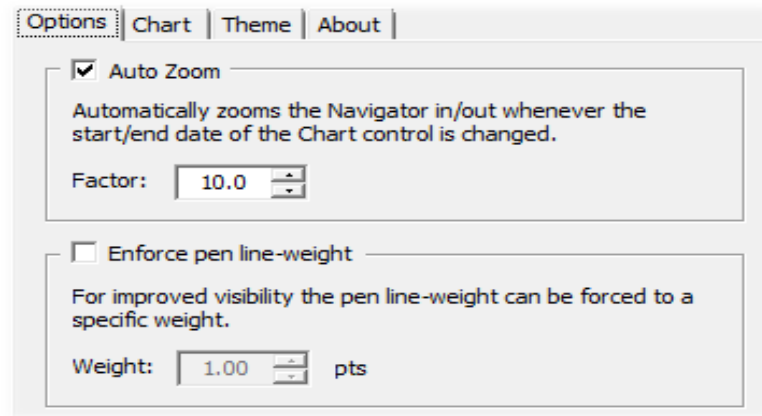 Options Chart Theme About
Auto Zoom
Automatically zooms the Navigator in/out whenever the
start/end date of the Chart control is changed.
Factor: 10.0
Enforce pen line-weight
For improved visibility the pen line-weight can be forced to a
specific weight.
Weight: 1.00 pts